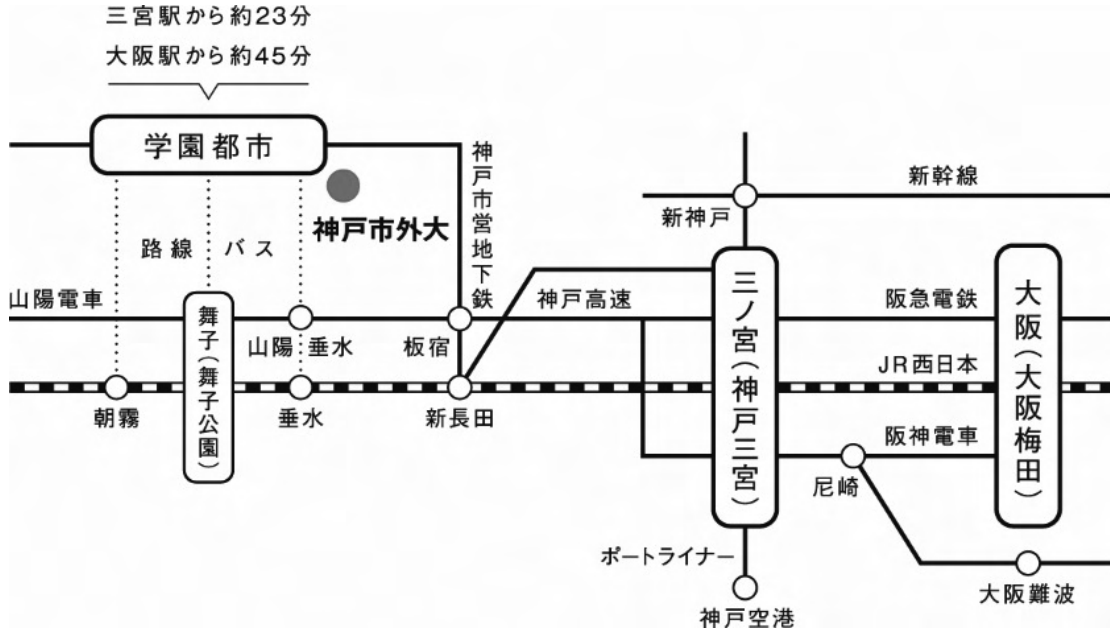 三宮駅から約23分
大阪駅から約45分
学園都市
神戸市外大
神戸市営地下鉄
路線バス
山陽電車
舞子(舞子公園)
山陽垂水
板宿
朝霧
垂水
新長田
神戸高速
新神戸
新幹線
三ノ宮(神戸三宮)
阪急電鉄
JR西日本
阪神電車
尼崎
大阪(大阪梅田)
ポートライナー
神戸空港
大阪難波